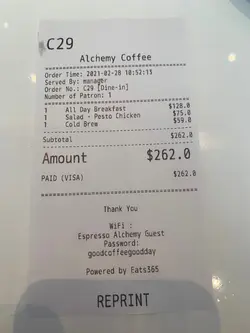 C29
Alchemy Coffee
Order Time: 2021-02-28 10:52:15
Served By: manager
Order No.: C29 [Dine-in]
Number of Patron: 1
1 All Day Breakfast $128.0
1 Salad - Pesto Chicken $75.0
1 Cold Brew $59.0
Subtotal $262.0
Amount $262.0
PAID (VISA) $262.0
Thank You
WiFi :
Espresso Alchemy Guest
Password:
goodcoffeegoodday
Powered by Eats365
REPRINT